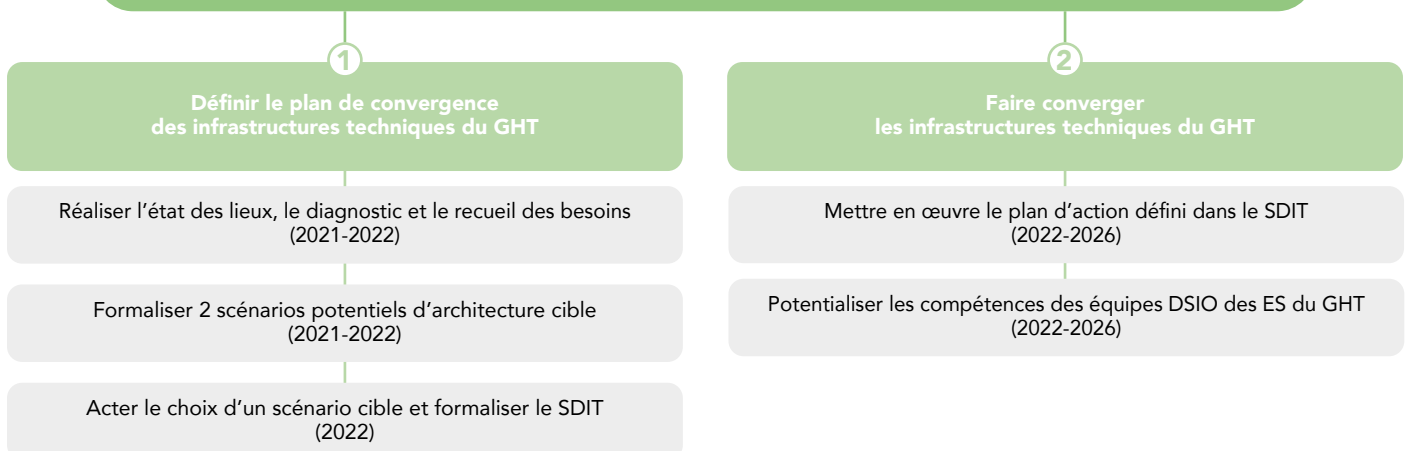 1
Définir le plan de convergence
des infrastructures techniques du GHT
Réaliser l'état des lieux, le diagnostic et le recueil des besoins
(2021-2022)
Formaliser 2 scénarios potentiels d'architecture cible
(2021-2022)
Acter le choix d'un scénario cible et formaliser le SDIT
(2022)
2
Faire converger
les infrastructures techniques du GHT
Mettre en œuvre le plan d'action défini dans le SDIT
(2022-2026)
Potentialiser les compétences des équipes DSIO des ES du GHT
(2022-2026)